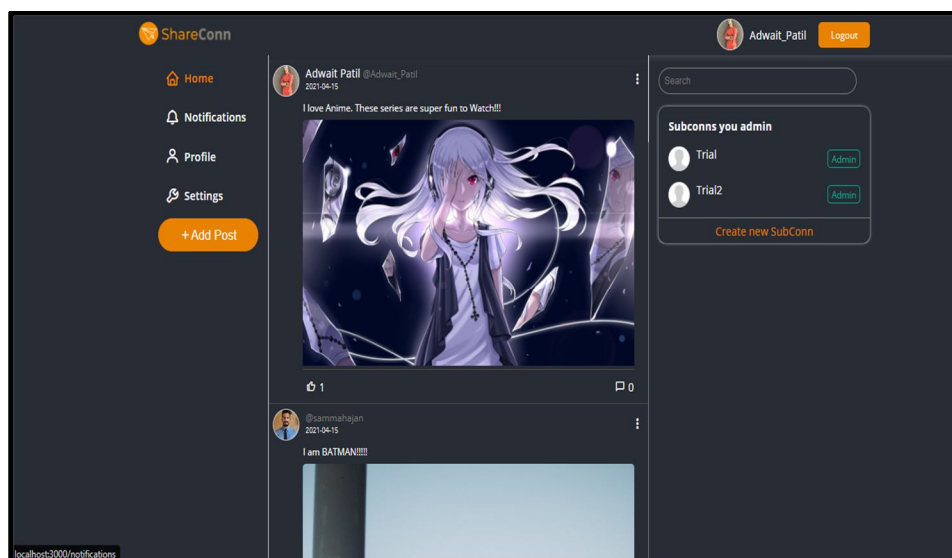 ShareConn
Adwait_Patil
Logout
Home
Notifications
Profile
Settings
+ Add Post
Adwait Patil @Adwait_Patil
2021-04-15
I love Anime. These series are super fun to Watch!!!
1
0
@sammahajan
2021-04-15
I am BATMAN!!!!!
Search
Subconns you admin
Trial
Admin
Trial2
Admin
Create new SubConn
localhost:3000/notifications